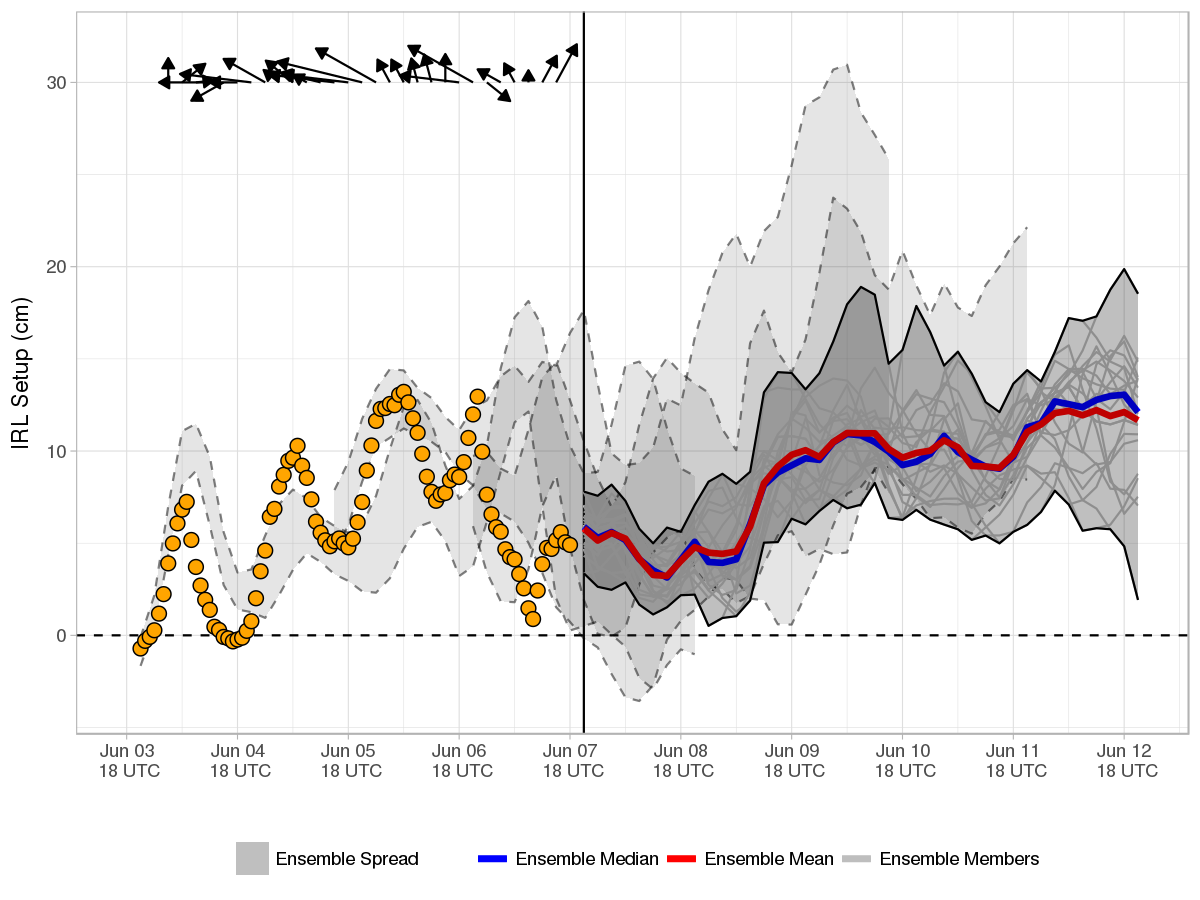 IRL Setup (cm)
30
20
10
0
Jun 03 Jun 04 Jun 05 Jun 06 Jun 07 Jun 08 Jun 09 Jun 10 Jun 11 Jun 12
18 UTC 18 UTC 18 UTC 18 UTC 18 UTC 18 UTC 18 UTC 18 UTC 18 UTC 18 UTC
Ensemble Spread Ensemble Median Ensemble Mean Ensemble Members